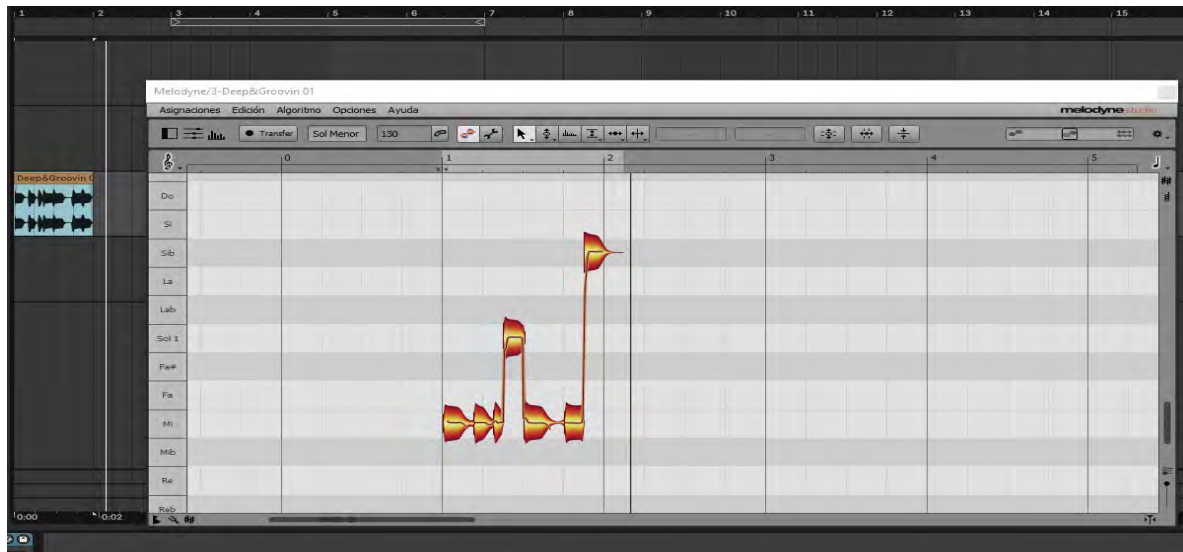 1 2 3 4 5 6 7 8 9 10 11 12 13 14 15
Melodyne/3-Deep&Groovin 01
Asignaciones Edición Algoritmo Opciones Ayuda
melodyne studio
Transfer Sol Menor 130
0 1 2 3 4 5
Deep&Groovin
Do
Si
Sib
La
Lab
Sol 1
Fa#
Fa
Mi
Mib
Re
Reb
0:00 0:02